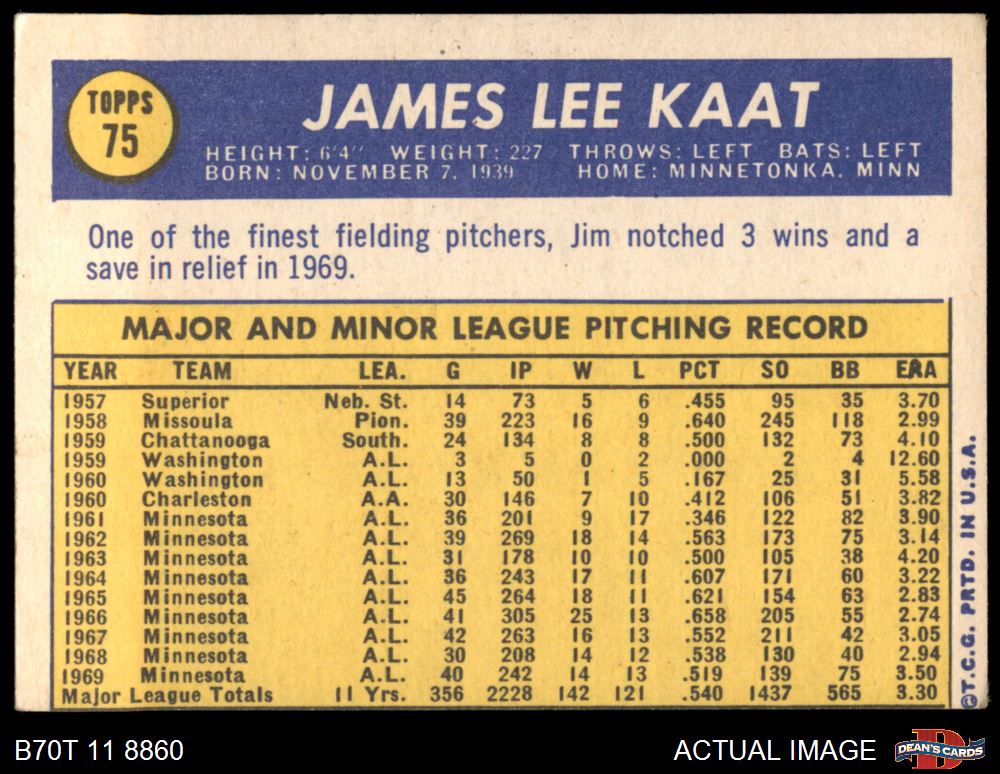 TOPPS
75
JAMES LEE KAAT
HEIGHT: 6'4" WEIGHT: 227 THROWS: LEFT BATS: LEFT
BORN: NOVEMBER 7, 1939 HOME: MINNETONKA, MINN
One of the finest fielding pitchers, Jim notched 3 wins and a
save in relief in 1969.
MAJOR AND MINOR LEAGUE PITCHING RECORD
YEAR TEAM LEA. G IP W L PCT SO BB ERA
1957 Superior Neb. St. 14 73 5 6 .455 95 35 3.70
1958 Missoula Pion. 39 223 16 9 .640 245 118 2.99
1959 Chattanooga South. 24 134 8 8 .500 132 73 4.10
1959 Washington A.L. 3 5 0 2 .000 2 4 12.60
1960 Washington A.L. 13 50 1 5 .167 25 31 5.58
1960 Charleston A.A. 30 146 7 10 .412 106 51 3.82
1961 Minnesota A.L. 36 201 9 17 .346 122 82 3.90
1962 Minnesota A.L. 39 269 18 14 .563 173 75 3.14
1963 Minnesota A.L. 31 178 10 10 .500 105 38 4.20
1964 Minnesota A.L. 36 243 17 11 .607 171 60 3.22
1965 Minnesota A.L. 45 264 18 11 .621 154 63 2.83
1966 Minnesota A.L. 41 305 25 13 .658 205 55 2.74
1967 Minnesota A.L. 42 263 16 13 .552 211 42 3.05
1968 Minnesota A.L. 30 208 14 12 .538 130 40 2.94
1969 Minnesota A.L. 40 242 14 13 .519 139 75 3.50
Major League Totals 11 Yrs. 356 2228 142 121 .540 1437 565 3.30
©T.C.G. PRTD. IN U.S.A.
B70T 11 8860 ACTUAL IMAGE
DEAN'S CARDS